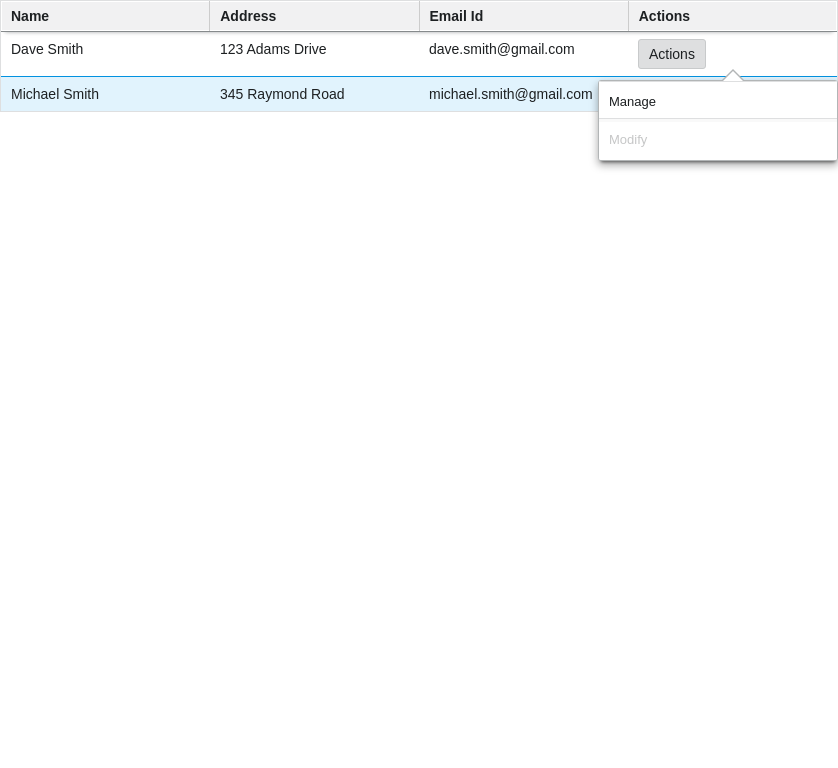 Name Address Email Id Actions
Dave Smith 123 Adams Drive dave.smith@gmail.com Actions
Michael Smith 345 Raymond Road michael.smith@gmail.com
Manage
Modify